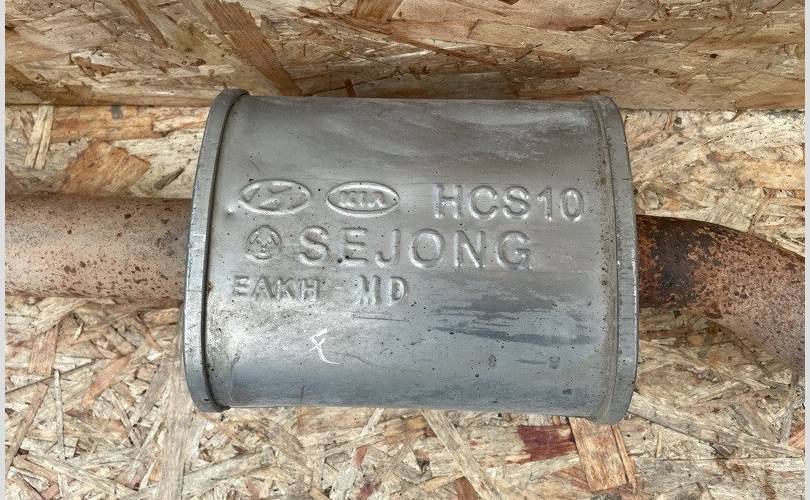 KIA HCS10
SEJONG
EAKH MD